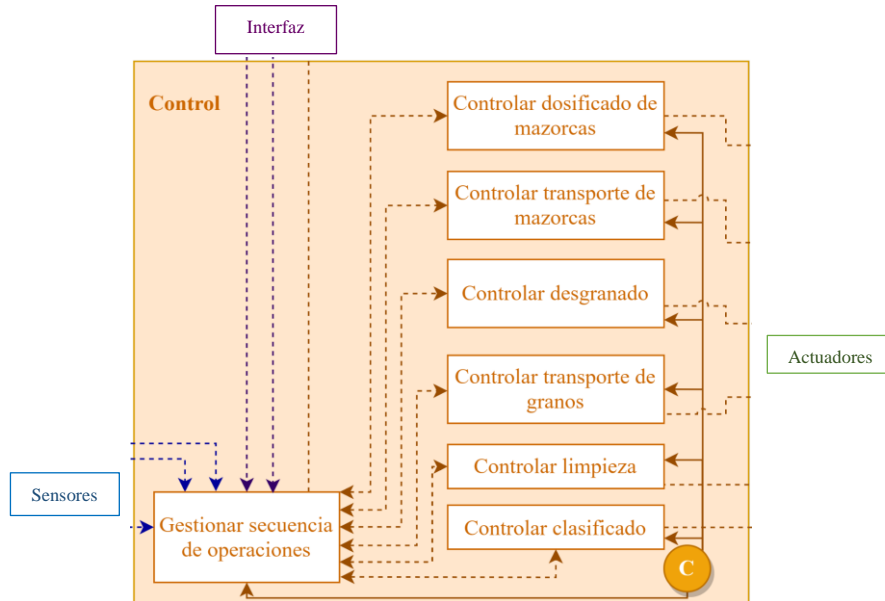 Interfaz
Control
Controlar dosificado de
mazorcas
Controlar transporte de
mazorcas
Controlar desgranado
Actuadores
Controlar transporte de
granos
Controlar limpieza
Sensores
Gestionar secuencia
de operaciones
Controlar clasificado
C